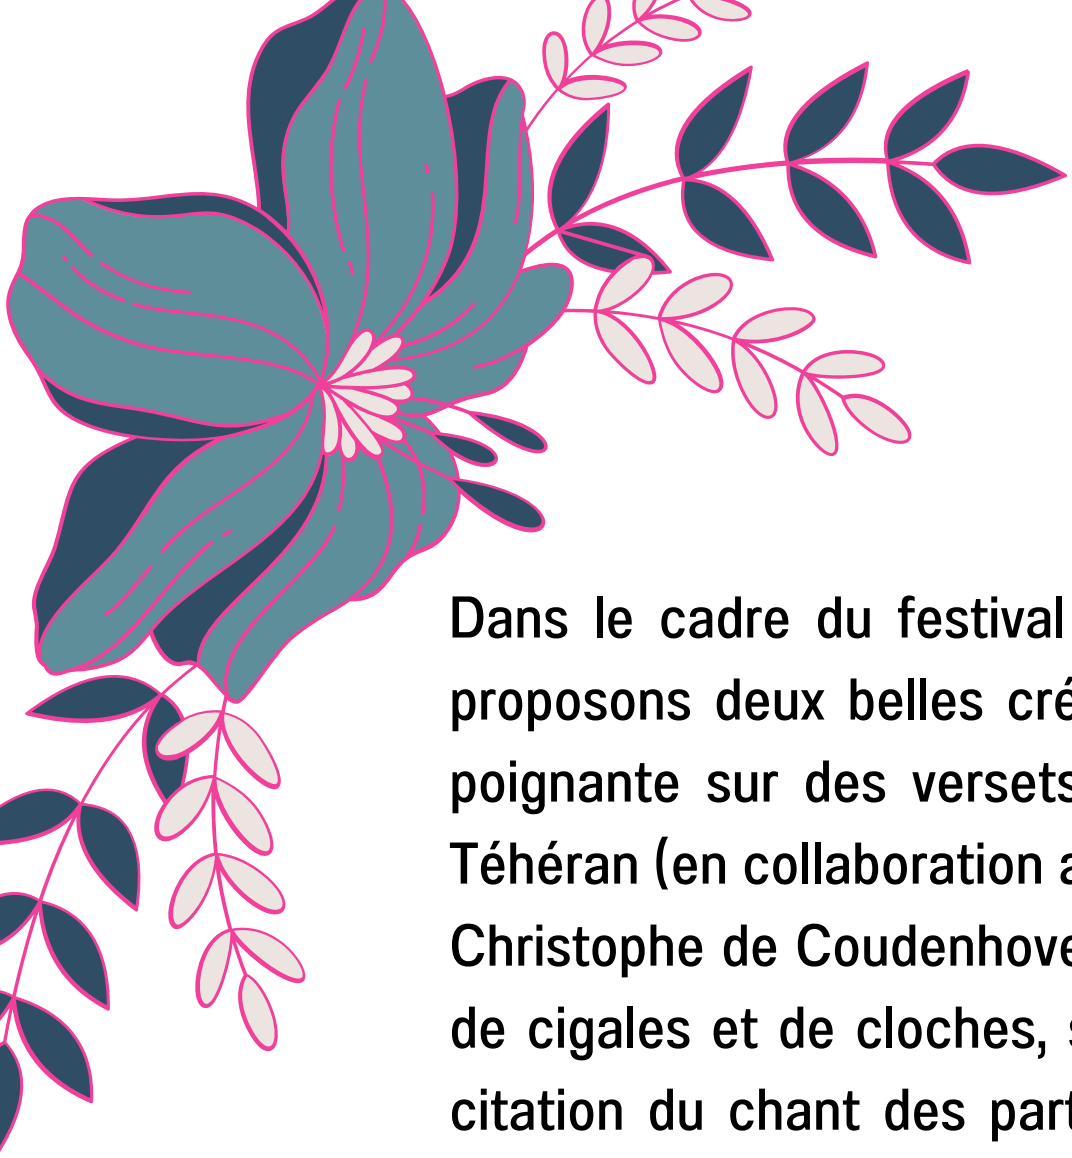 Dans le cadre du festival
proposons deux belles cré
poignante sur des versets
Téhéran (en collaboration a
Christophe de Coudenhove
de cigales et de cloches, s
citation du chant des part